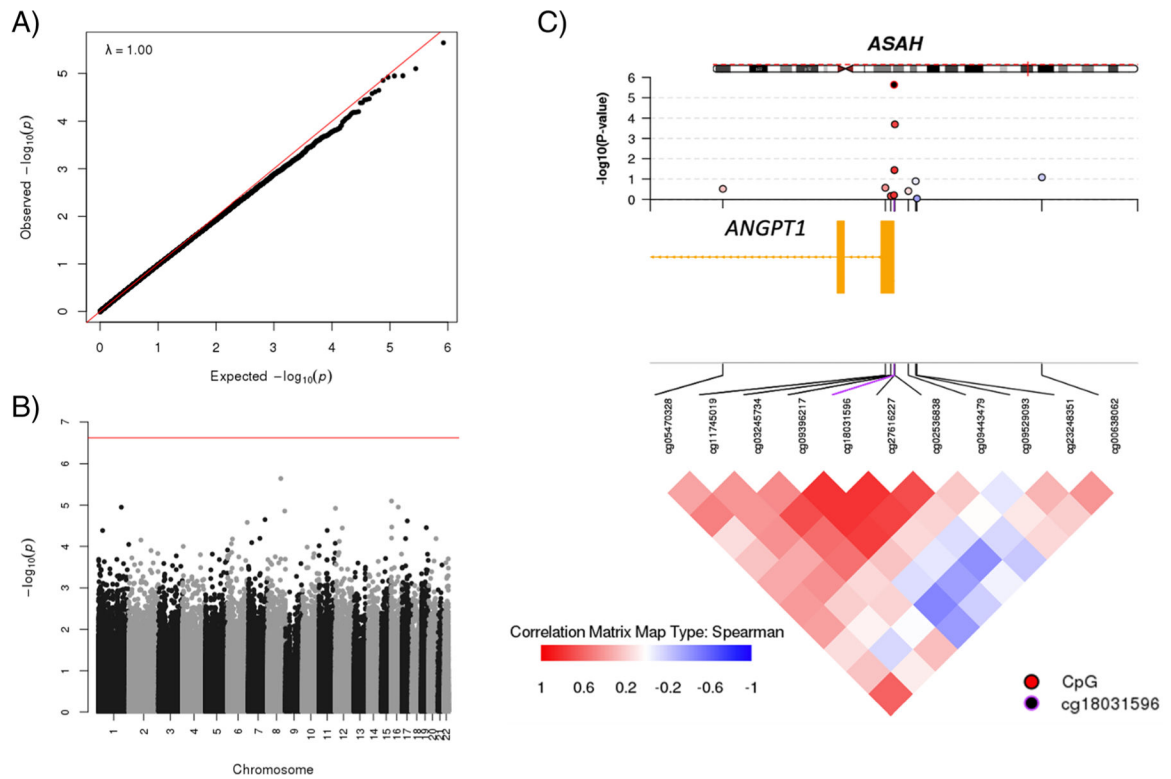 A)
λ = 1.00
Observed −log10(p)
5
4
3
2
1
0
0 1 2 3 4 5 6
Expected −log10(p)
B)
−log10(p)
7
6
5
4
3
2
1
0
1 2 3 4 5 6 7 8 9 10 11 12 13 14 15 16 17 18 19 20 21 22
Chromosome
C)
ASAH
-log10(P-value)
6
5
4
3
2
1
0
ANGPT1
cg05470328
cg11745019
cg03245734
cg09396217
cg18031596
cg27616227
cg02536838
cg09443479
cg09529093
cg23248351
cg00638062
Correlation Matrix Map Type: Spearman
1 0.6 0.2 -0.2 -0.6 -1
CpG
cg18031596